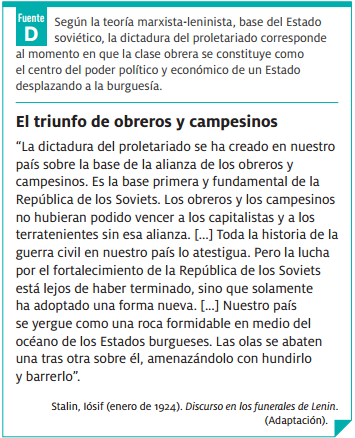 Fuente
D
Según la teoría marxista-leninista, base del Estado
soviético, la dictadura del proletariado corresponde
al momento en que la clase obrera se constituye como
el centro del poder político y económico de un Estado
desplazando a la burguesía.
El triunfo de obreros y campesinos
“La dictadura del proletariado se ha creado en nuestro
país sobre la base de la alianza de los obreros y
campesinos. Es la base primera y fundamental de la
República de los Soviets. Los obreros y los campesinos
no hubieran podido vencer a los capitalistas y a los
terratenientes sin esa alianza. [...] Toda la historia de la
guerra civil en nuestro país lo atestigua. Pero la lucha
por el fortalecimiento de la República de los Soviets
está lejos de haber terminado, sino que solamente
ha adoptado una forma nueva. [...] Nuestro país
se yergue como una roca formidable en medio del
océano de los Estados burgueses. Las olas se abaten
una tras otra sobre él, amenazándolo con hundirlo
y barrerlo”.
Stalin, Iósif (enero de 1924). Discurso en los funerales de Lenin.
(Adaptación).